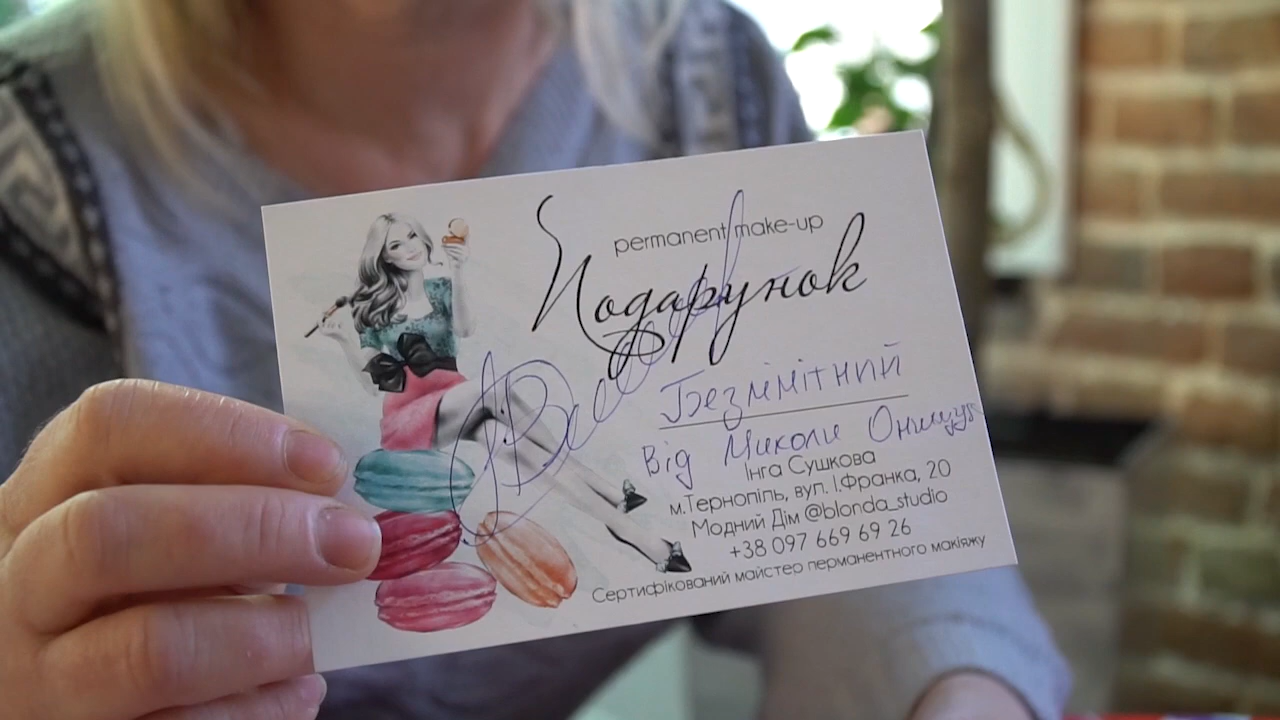 permanent make-up
Подарунок
Безлімітний
Від Миколи Онищук
Інга Сушкова
м.Тернопіль, вул. І.Франка, 20
Модний Дім @blonda_studio
+38 097 669 69 26
Сертифікований майстер перманентного макіяжу